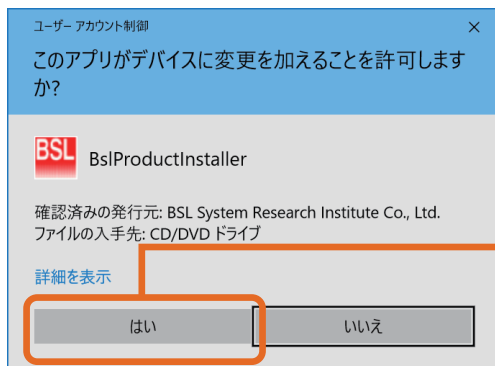 ユーザー アカウント制御
×
このアプリがデバイスに変更を加えることを許可します
か?
BSL
BslProductInstaller
確認済みの発行元: BSL System Research Institute Co., Ltd.
ファイルの入手先: CD/DVD ドライブ
詳細を表示
はい
いいえ